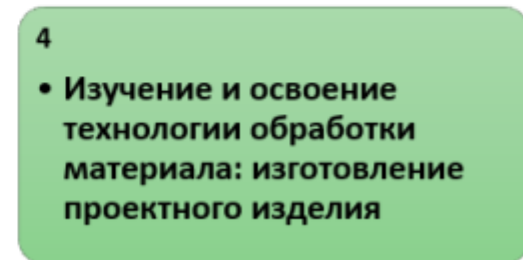 4
• Изучение и освоение
технологии обработки
материала: изготовление
проектного изделия